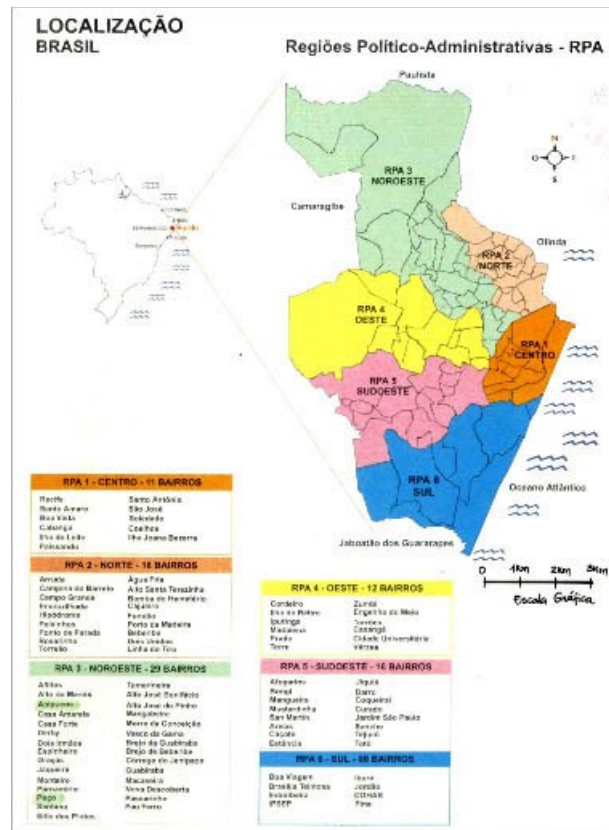 LOCALIZAÇÃO
BRASIL
Regiões Político-Administrativas - RPA
Paulista
N
O
S
RPA 3
NOROESTE
Camaragibe
Olinda
RPA 2
NORTE
RPA 4
OESTE
RPA 1
CENTRO
RPA 5
SUDOESTE
RPA 6
SUL
Oceano Atlântico
Jaboatão dos Guararapes
0 1Km 2Km 3Km
Escala Gráfica
RPA 1 - CENTRO - 11 BAIRROS
Recife Santo Antônio
Santo Amaro São José
Boa Vista Soledade
Cabanga Coelhos
Ilha do Leite Ilha Joana Bezerra
Paissandu
RPA 2 - NORTE - 18 BAIRROS
Arruda Água Fria
Campina do Barreto Alto Santa Terezinha
Campo Grande Bomba do Hemetério
Encruzilhada Cajueiro
Hipódromo Fundão
Peixinhos Porto da Madeira
Ponto de Parada Beberibe
Rosarinho Dois Unidos
Torreão Linha do Tiro
RPA 3 - NOROESTE - 29 BAIRROS
Aflitos Tamarineira
Alto do Mandú Alto José Bonifácio
Apipucos Alto José do Pinho
Casa Amarela Mangabeira
Casa Forte Morro da Conceição
Derby Vasco da Gama
Dois Irmãos Brejo da Guabiraba
Espinheiro Brejo de Beberibe
Graças Córrego do Jenipapo
Jaqueira Guabiraba
Monteiro Macaxeira
Parnamirim Nova Descoberta
Poço Passarinho
Santana Pau Ferro
Sítio dos Pintos
RPA 4 - OESTE - 12 BAIRROS
Cordeiro Zumbi
Ilha do Retiro Engenho do Meio
Iputinga Torrões
Madalena Caxangá
Prado Cidade Universitária
Torre Várzea
RPA 5 - SUDOESTE - 16 BAIRROS
Afogados Jiquiá
Bongi Barro
Mangueira Coqueiral
Mustardinha Curado
San Martin Jardim São Paulo
Areias Sancho
Caçote Tejipió
Estância Totó
RPA 6 - SUL - 08 BAIRROS
Boa Viagem Ibura
Brasília Teimosa Jordão
Imbiribeira COHAB
IPSEP Pina